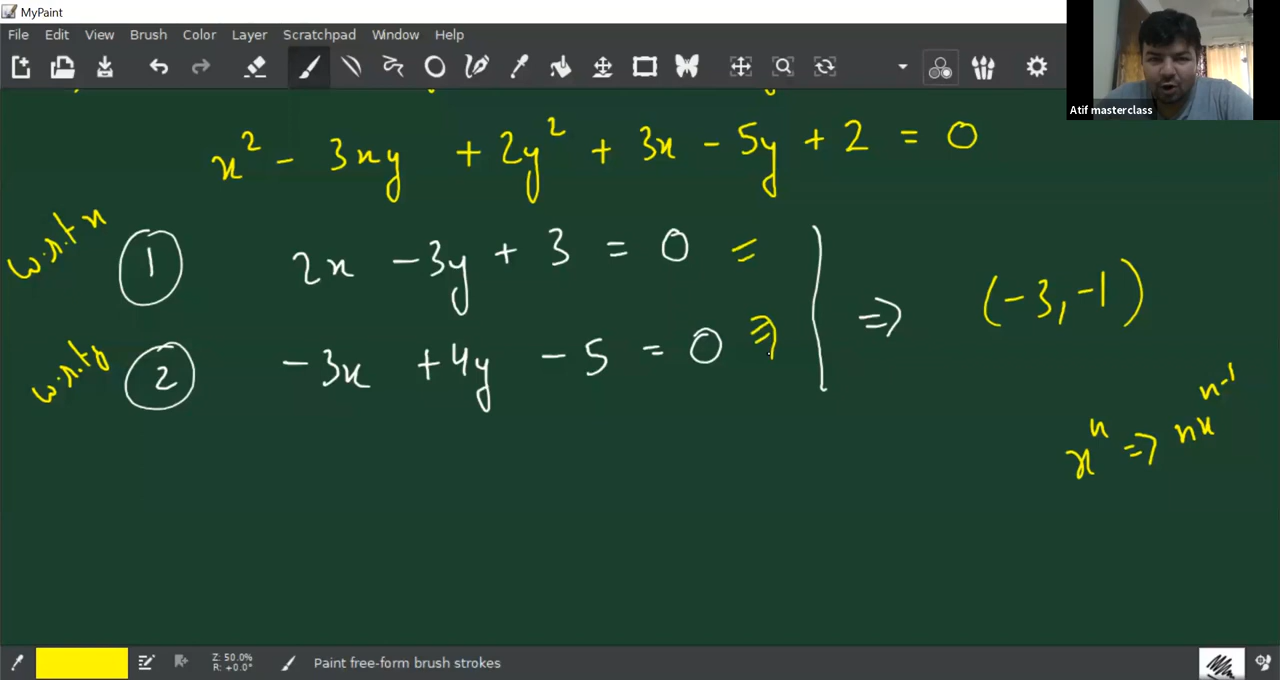 MyPaint
File Edit View Brush Color Layer Scratchpad Window Help
Atif masterclass
x² - 3xy + 2y² + 3x - 5y + 2 = 0
w.r.t x
1 2x - 3y + 3 = 0 =
w.r.t y
2 -3x + 4y - 5 = 0 =>
=> (-3, -1)
xⁿ => nxⁿ⁻¹
Z: 50.0%
R: +0.0°
Paint free-form brush strokes